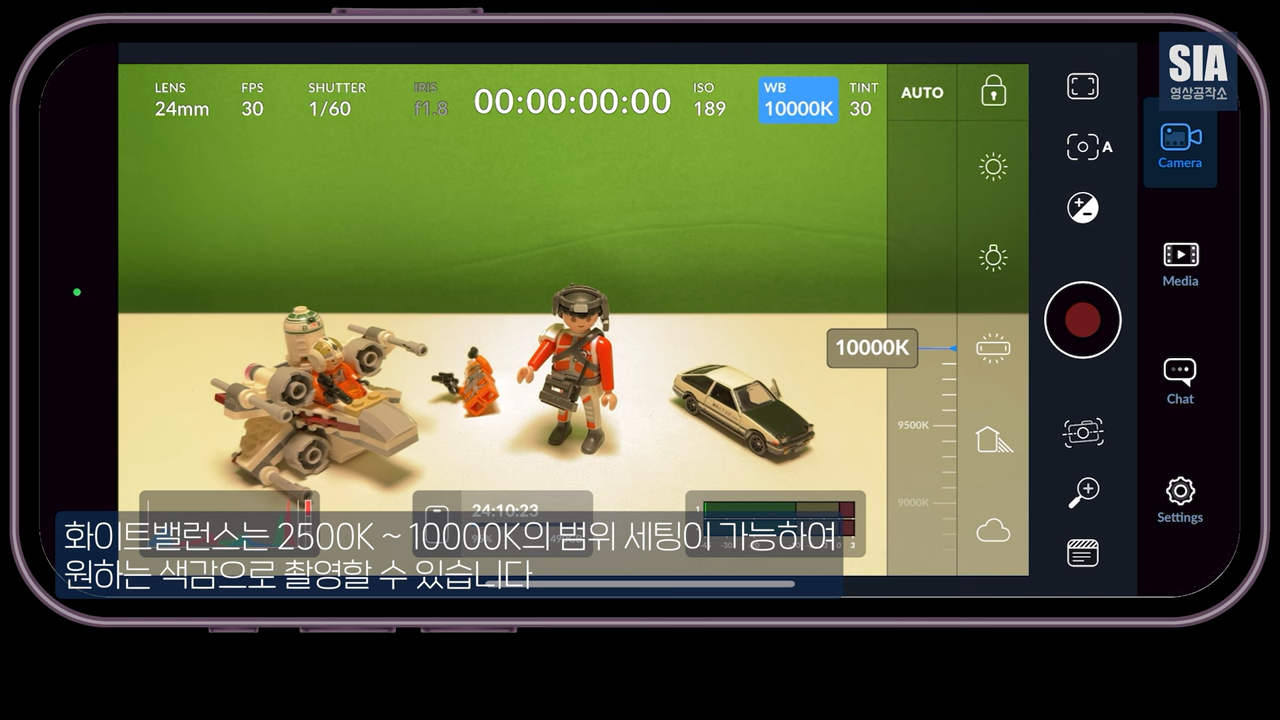 SIA
영상공작소
LENS
24mm
FPS
30
SHUTTER
1/60
IRIS
f1.8
00:00:00:00
ISO
189
WB
10000K
TINT
30
AUTO
A
Camera
Media
Chat
Settings
10000K
9500K
9000K
24:10:23
화이트밸런스는 2500K ~ 10000K의 범위 세팅이 가능하여
원하는 색감으로 촬영할 수 있습니다